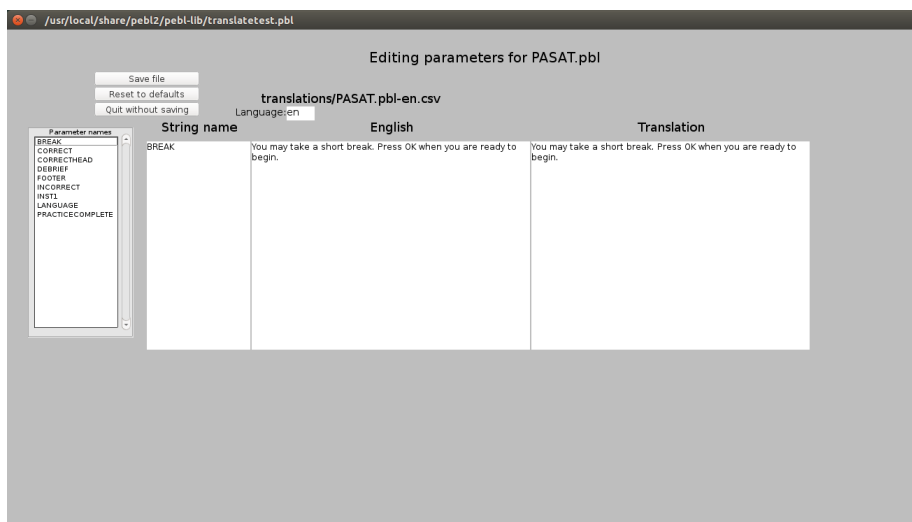 /usr/local/share/pebl2/pebl-lib/translatetest.pbl
Editing parameters for PASAT.pbl
Save file
Reset to defaults
Quit without saving
translations/PASAT.pbl-en.csv
Language:en
Parameter names
String name
English
Translation
BREAK
CORRECT
CORRECTHEAD
DEBRIEF
FOOTER
INCORRECT
INST1
LANGUAGE
PRACTICECOMPLETE
BREAK
You may take a short break. Press OK when you are ready to
begin.
You may take a short break. Press OK when you are ready to
begin.